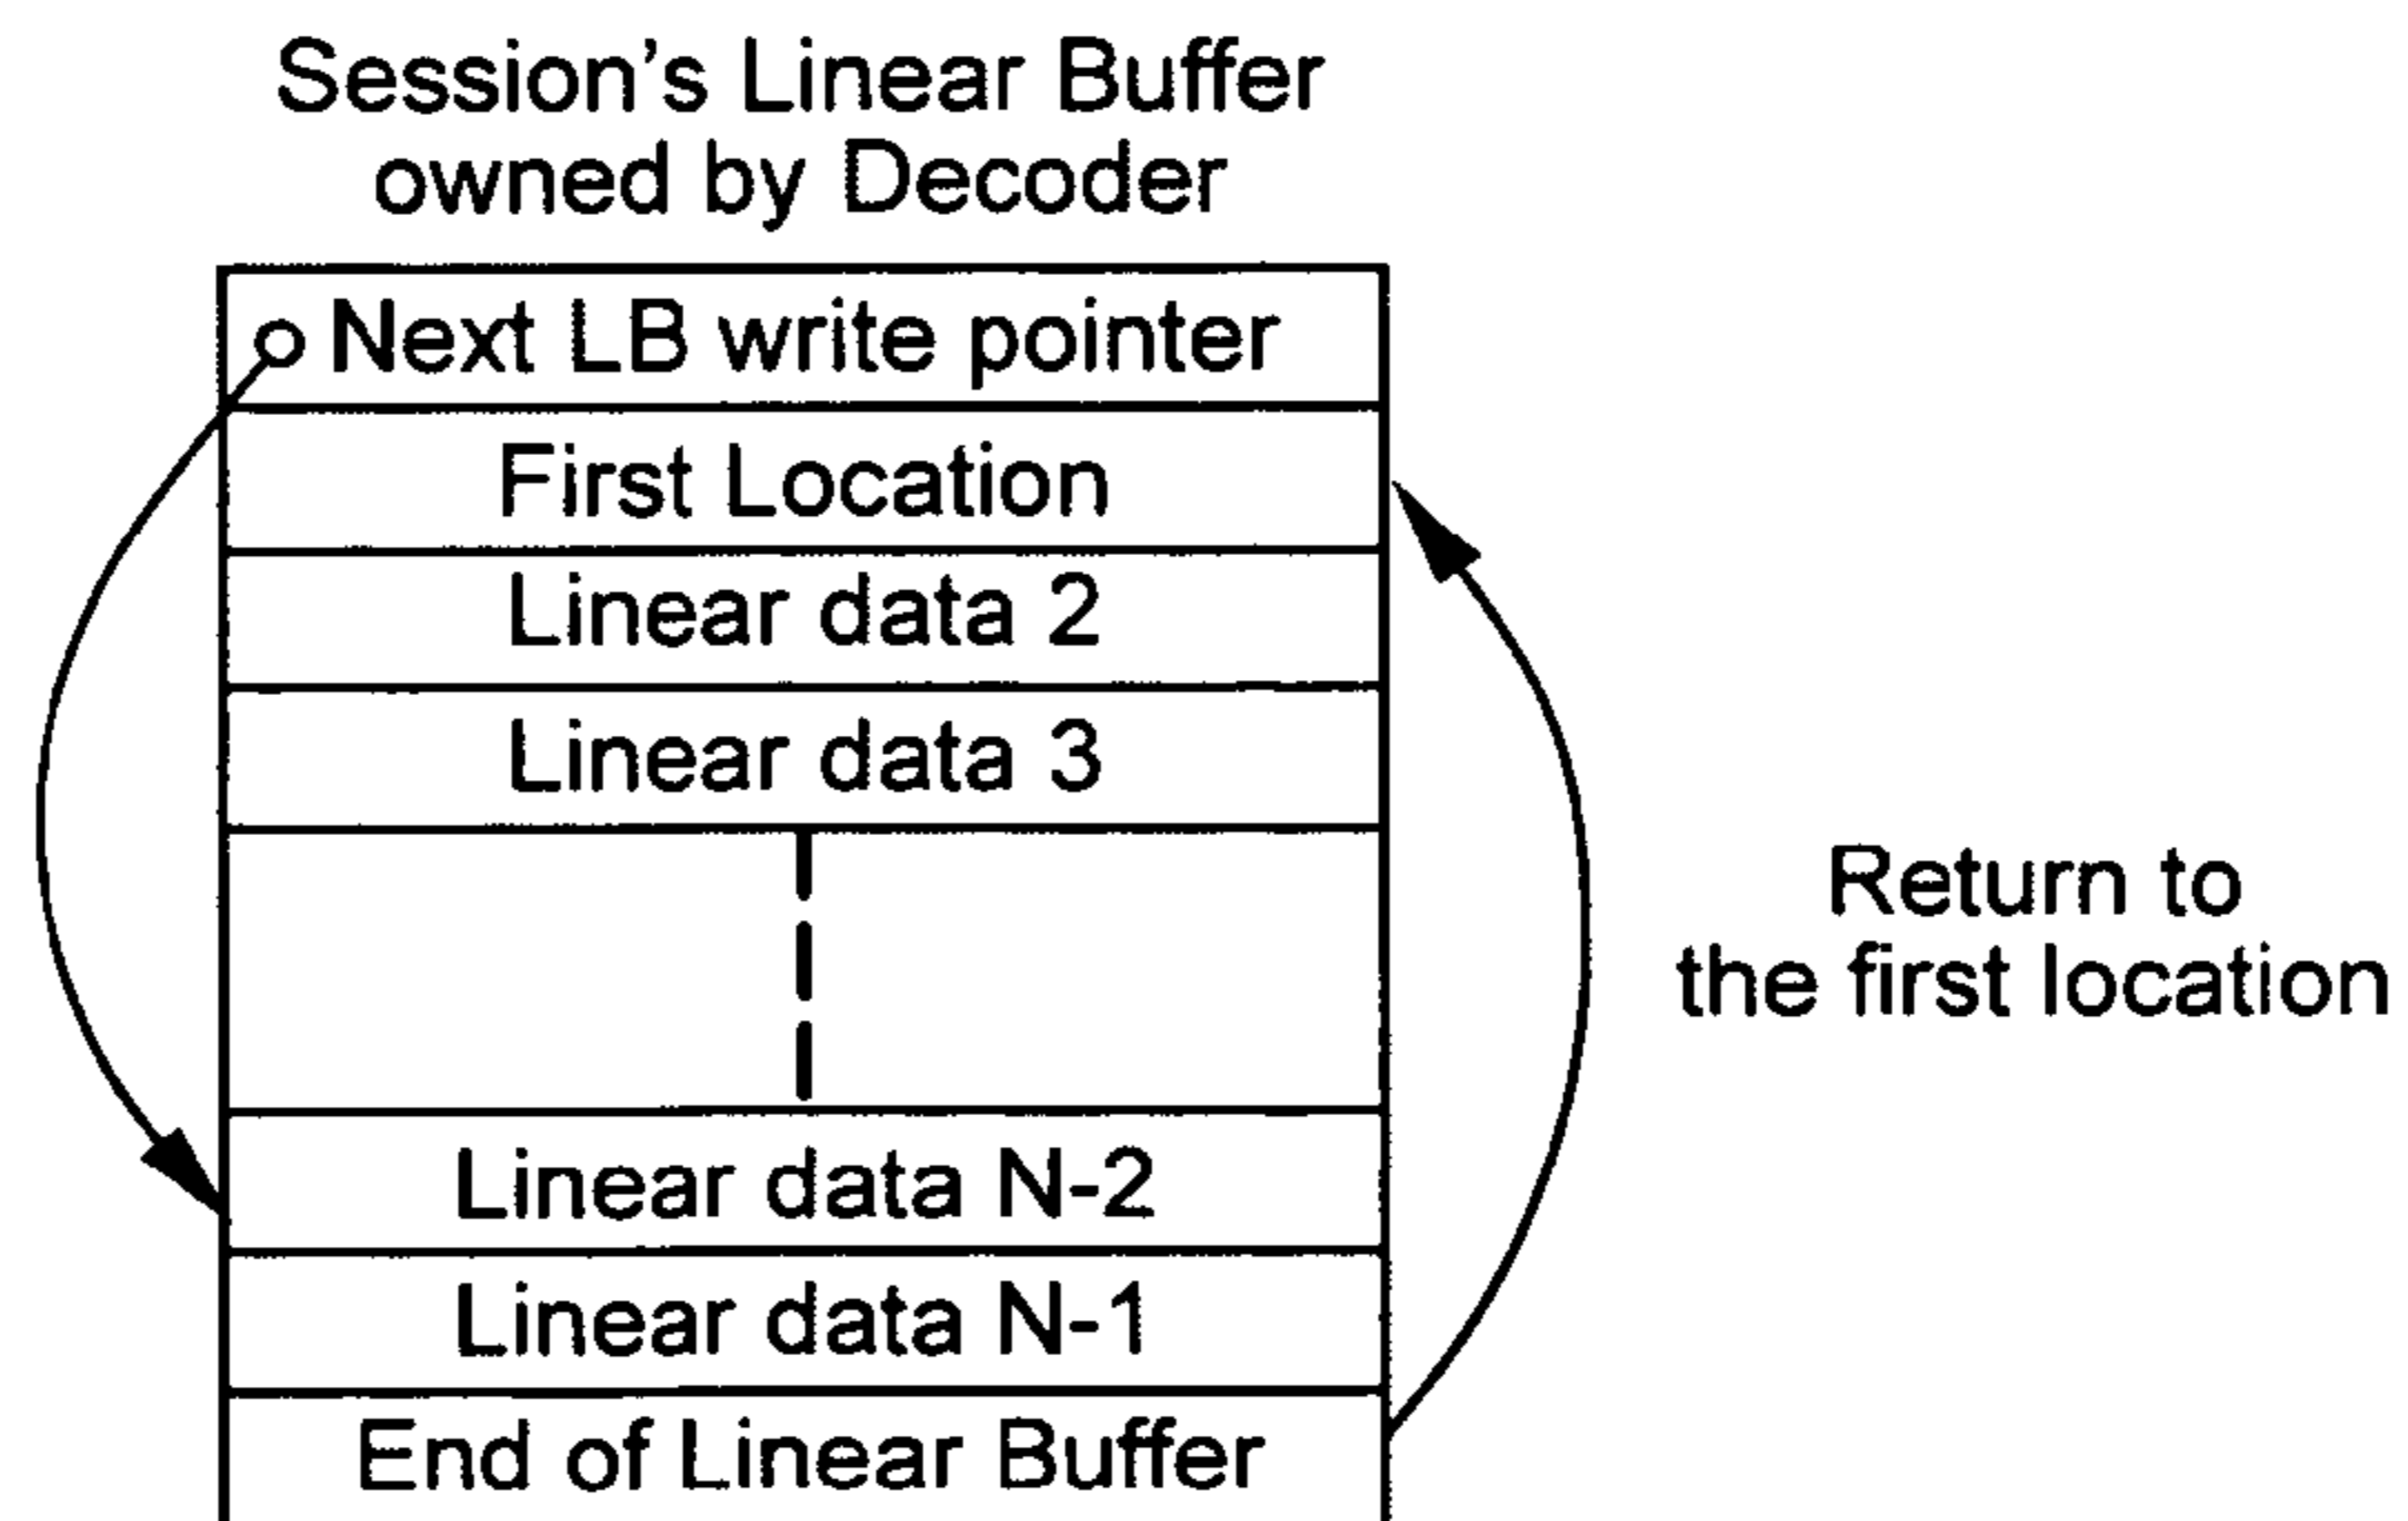 Session's Linear Buffer
owned by Decoder
Next LB write pointer
First Location
Linear data 2
Linear data 3
Return to
the first location
Linear data N-2
Linear data N-1
End of Linear Buffer